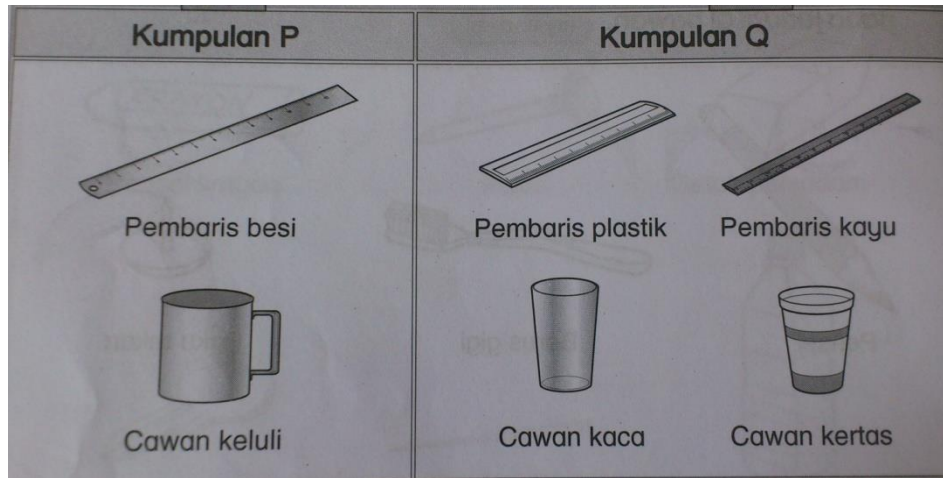 Kumpulan P
Kumpulan Q
Pembaris besi
Pembaris plastik
Pembaris kayu
Cawan keluli
Cawan kaca
Cawan kertas